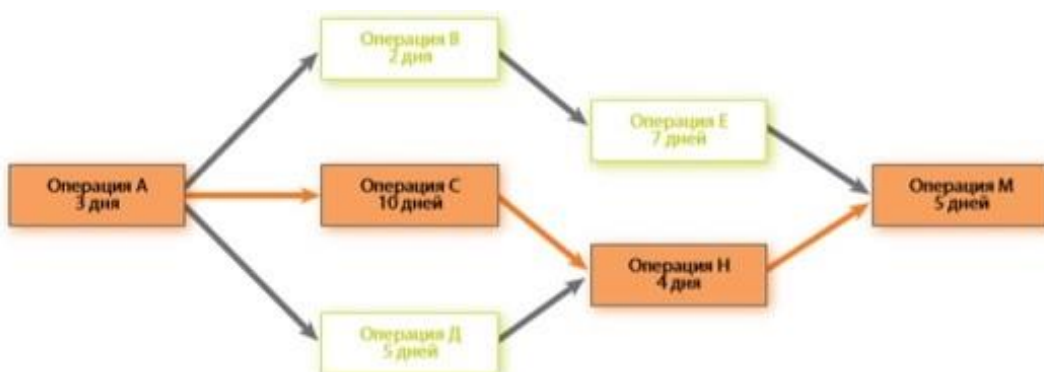 Операция В
2 дня
Операция Е
7 дней
Операция А
3 дня
Операция С
10 дней
Операция М
5 дней
Операция Н
4 дня
Операция Д
5 дней